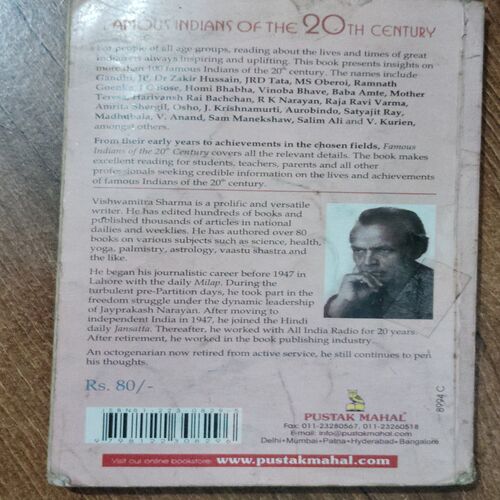 FAMOUS INDIANS OF THE 20TH CENTURY
For people of all age groups, reading about the lives and times of great
Indians is always inspiring and uplifting. This book presents insights on
more than 100 famous Indians of the 20th century. The names include
Gandhi, JP, Dr Zakir Hussain, JRD Tata, MS Oberoi, Ramnath
Goenka, J C Bose, Homi Bhabha, Vinoba Bhave, Baba Amte, Mother
Teresa, Harivansh Rai Bachchan, R K Narayan, Raja Ravi Varma,
Amrita Shergil, Osho, J. Krishnamurti, Aurobindo, Satyajit Ray,
Madhubala, V. Anand, Sam Manekshaw, Salim Ali and V. Kurien,
amongst others.
From their early years to achievements in the chosen fields, Famous
Indians of the 20th Century covers all the relevant details. The book makes
excellent reading for students, teachers, parents and all other
professionals seeking credible information on the lives and achievements
of famous Indians of the 20th century.
Vishwamitra Sharma is a prolific and versatile
writer. He has edited hundreds of books and
published thousands of articles in national
dailies and weeklies. He has authored over 80
books on various subjects such as science, health,
yoga, palmistry, astrology, vaastu shastra and
the like.
He began his journalistic career before 1947 in
Lahore with the daily Milap. During the
turbulent pre-Partition days, he took part in the
freedom struggle under the dynamic leadership
of Jayprakash Narayan. After moving to
independent India in 1947, he joined the Hindi
daily Jansatta. Thereafter, he worked with All India Radio for 20 years.
After retirement, he worked in the book publishing industry.
An octogenarian now retired from active service, he still continues to pen
his thoughts.
Rs. 80/-
8994 C
PUSTAK MAHAL
Fax: 011-23280567, 011-23260518
E-mail: info@pustakmahal.com
Delhi•Mumbai•Patna•Hyderabad•Bangalore
Visit our online bookstore: www.pustakmahal.com